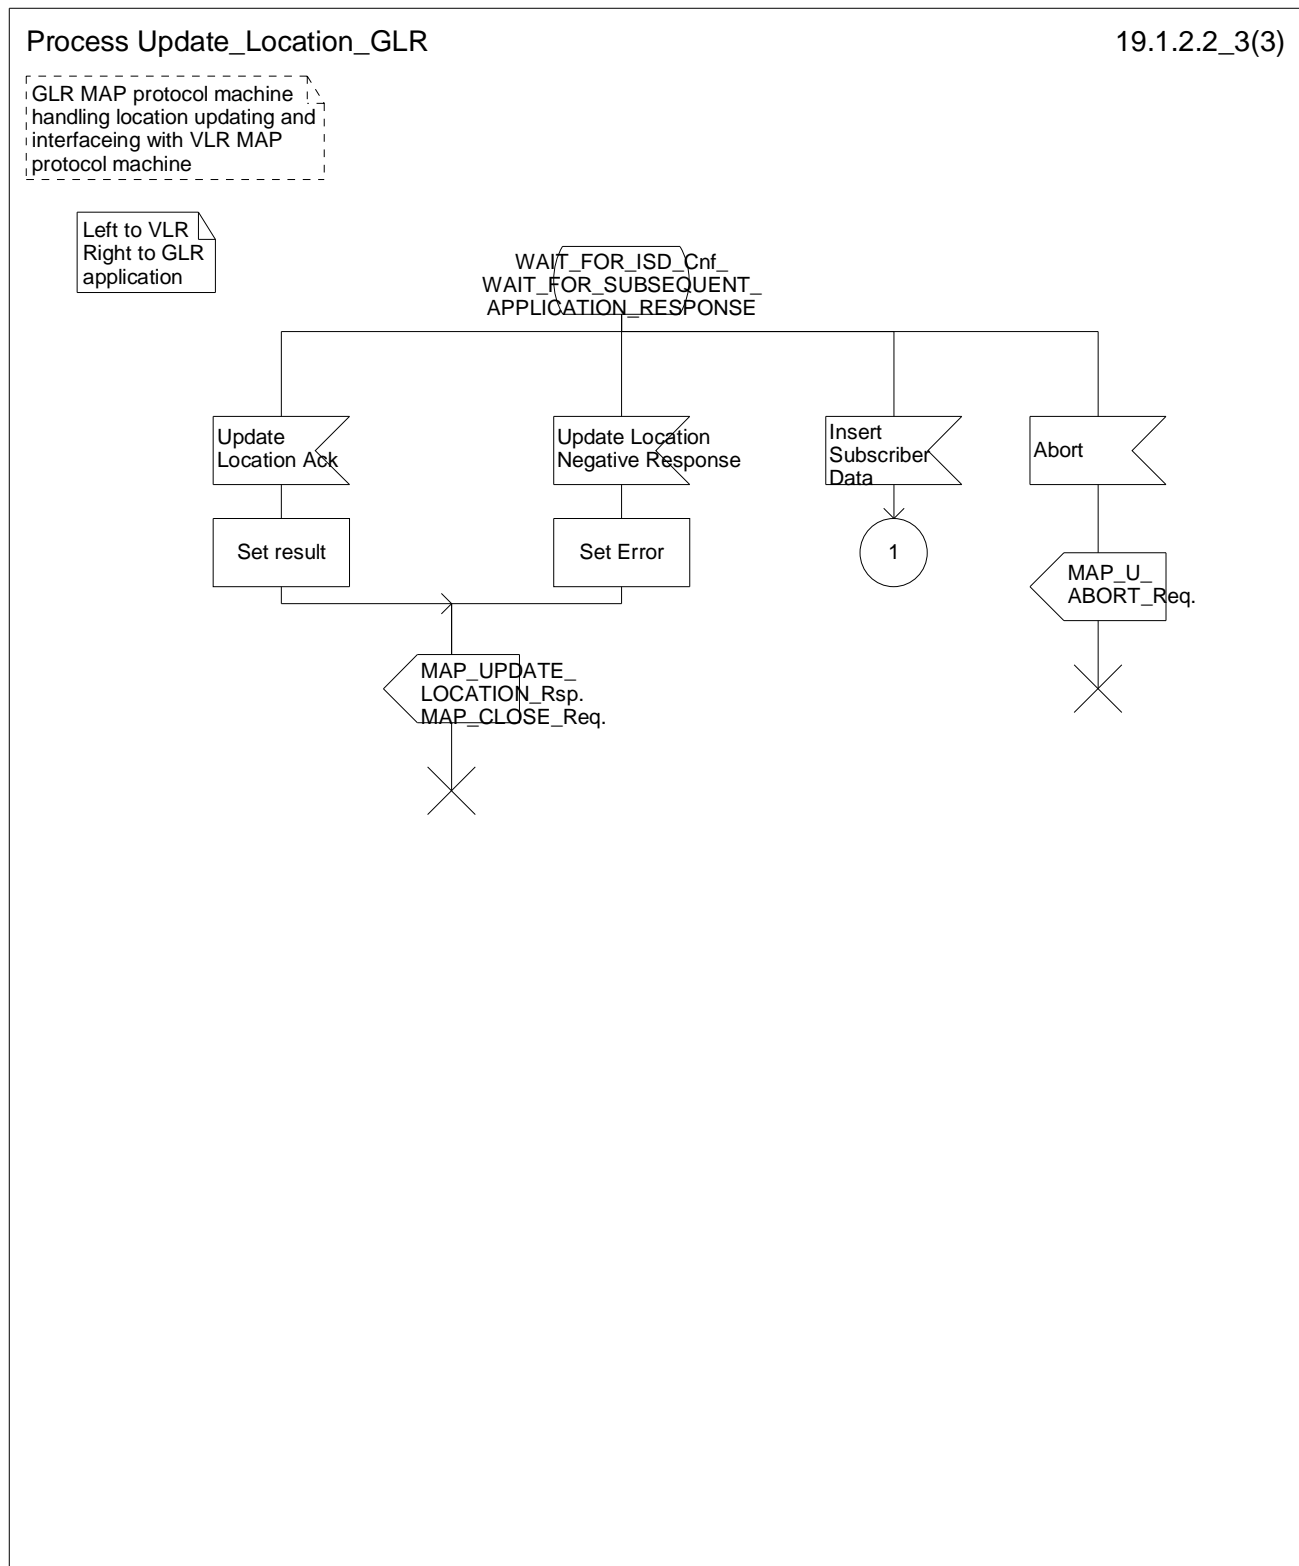 Process Update_Location_GLR
19.1.2.2_3(3)
GLR MAP protocol machine
handling location updating and
interfaceing with VLR MAP
protocol machine
Left to VLR
Right to GLR
application
WAIT_FOR_ISD_Cnf_
WAIT_FOR_SUBSEQUENT_
APPLICATION_RESPONSE
Update
Location Ack
Update Location
Negative Response
Insert
Subscriber
Data
Abort
Set result
Set Error
1
MAP_U_
ABORT_Req.
MAP_UPDATE_
LOCATION_Rsp.
MAP_CLOSE_Req.